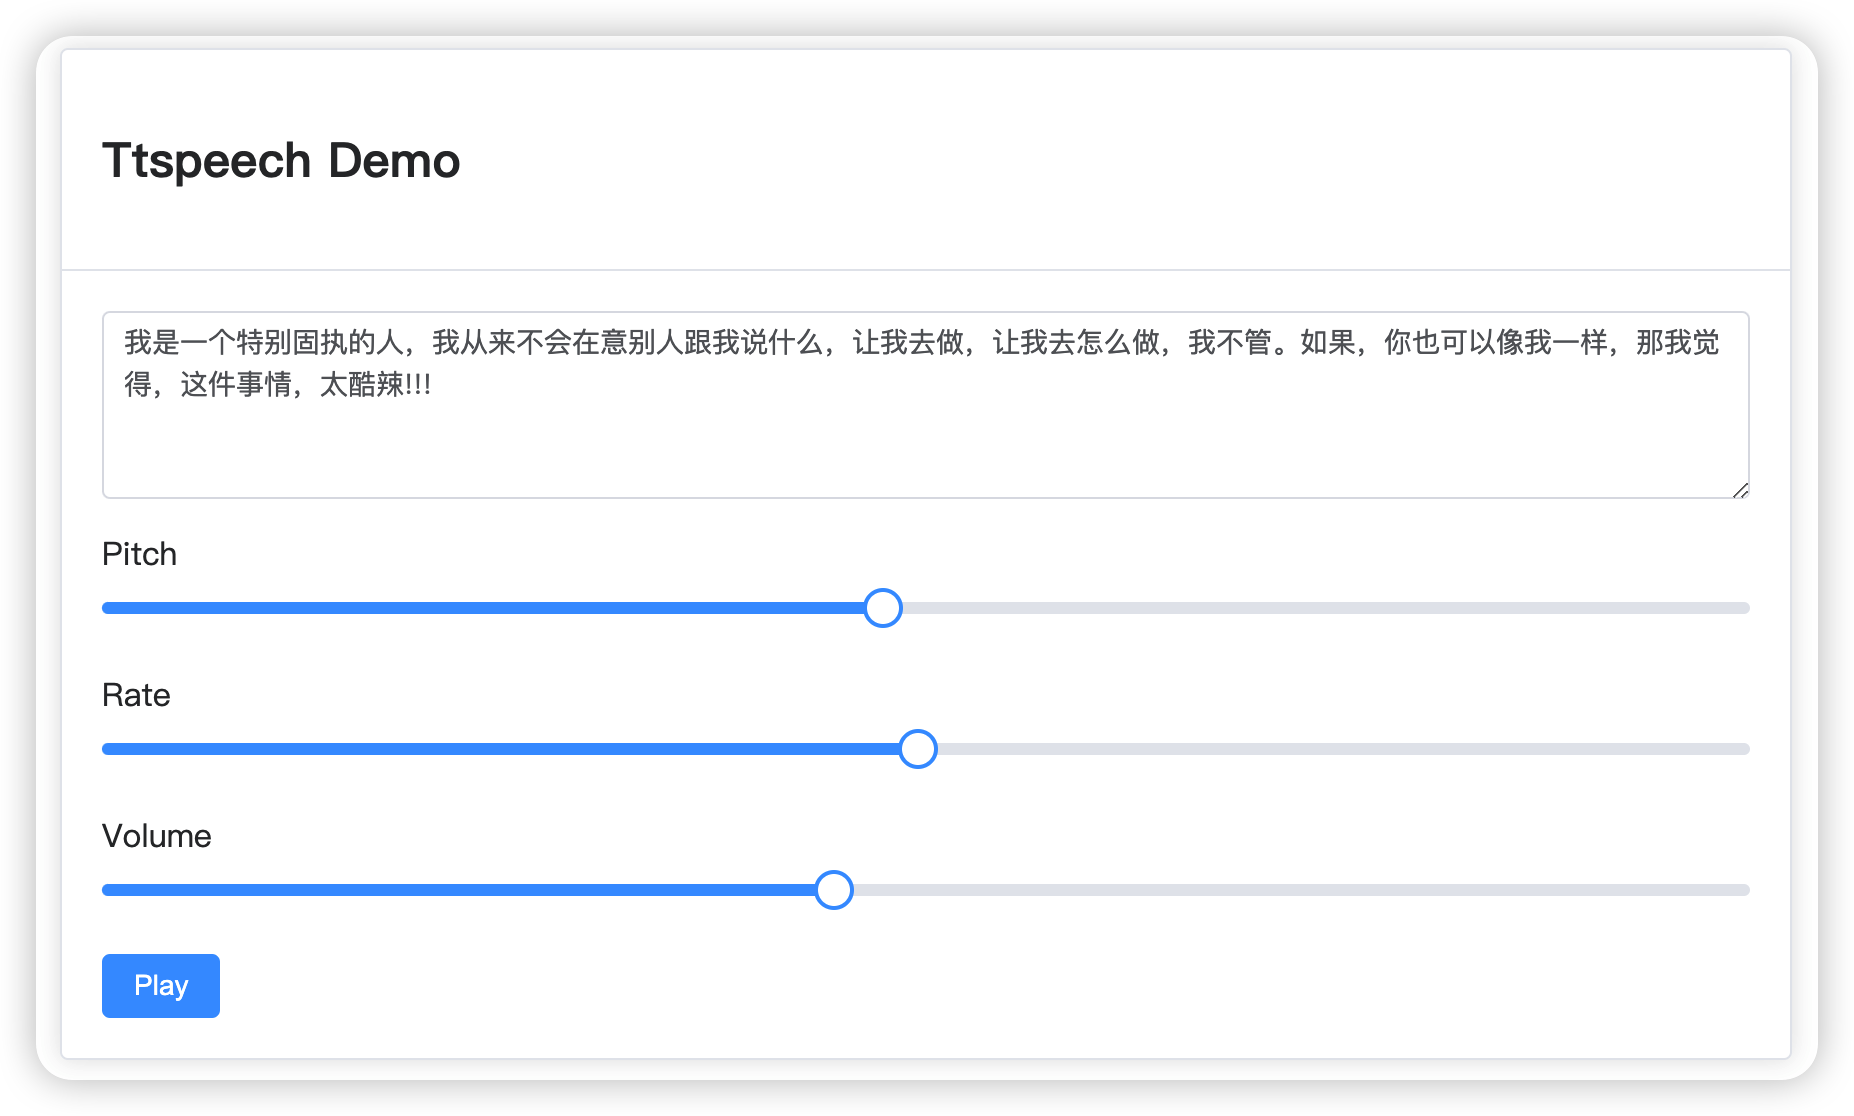 Ttspeech Demo
我是一个特别固执的人，我从来不会在意别人跟我说什么，让我去做，让我去怎么做，我不管。如果，你也可以像我一样，那我觉
得，这件事情，太酷辣!!!
Pitch
Rate
Volume
Play